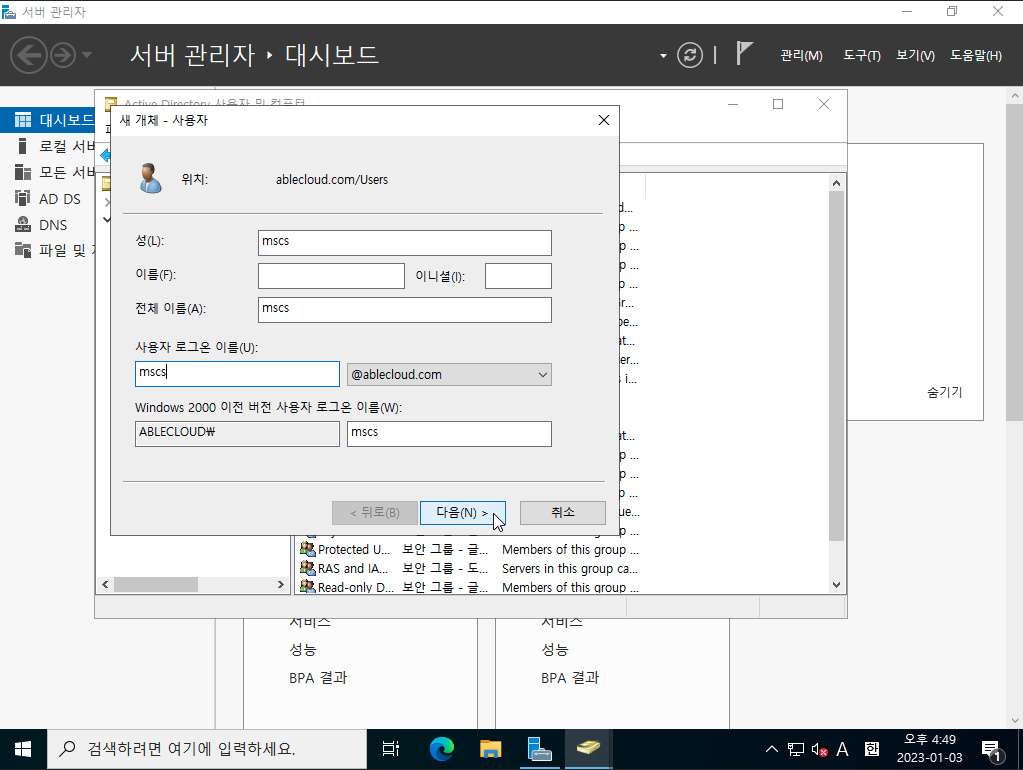 서버 관리자
서버 관리자 ‣ 대시보드
관리(M) 도구(T) 보기(V) 도움말(H)
Active Directory 사용자 및 컴퓨터
대시보드
로컬 서버
모든 서버
AD DS
DNS
파일 및
새 개체 - 사용자
위치: ablecloud.com/Users
성(L): mscs
이름(F): 이니셜(I):
전체 이름(A): mscs
사용자 로그온 이름(U):
mscs @ablecloud.com
Windows 2000 이전 버전 사용자 로그온 이름(W):
ABLECLOUD₩ mscs
< 뒤로(B) 다음(N) > 취소
숨기기
Protected U... 보안 그룹 - 글... Members of this group ...
RAS and IA... 보안 그룹 - 도... Servers in this group ca...
Read-only D... 보안 그룹 - 글... Members of this group ...
서비스 서비스
성능 성능
BPA 결과 BPA 결과
검색하려면 여기에 입력하세요.
A 한
오후 4:49
2023-01-03
1